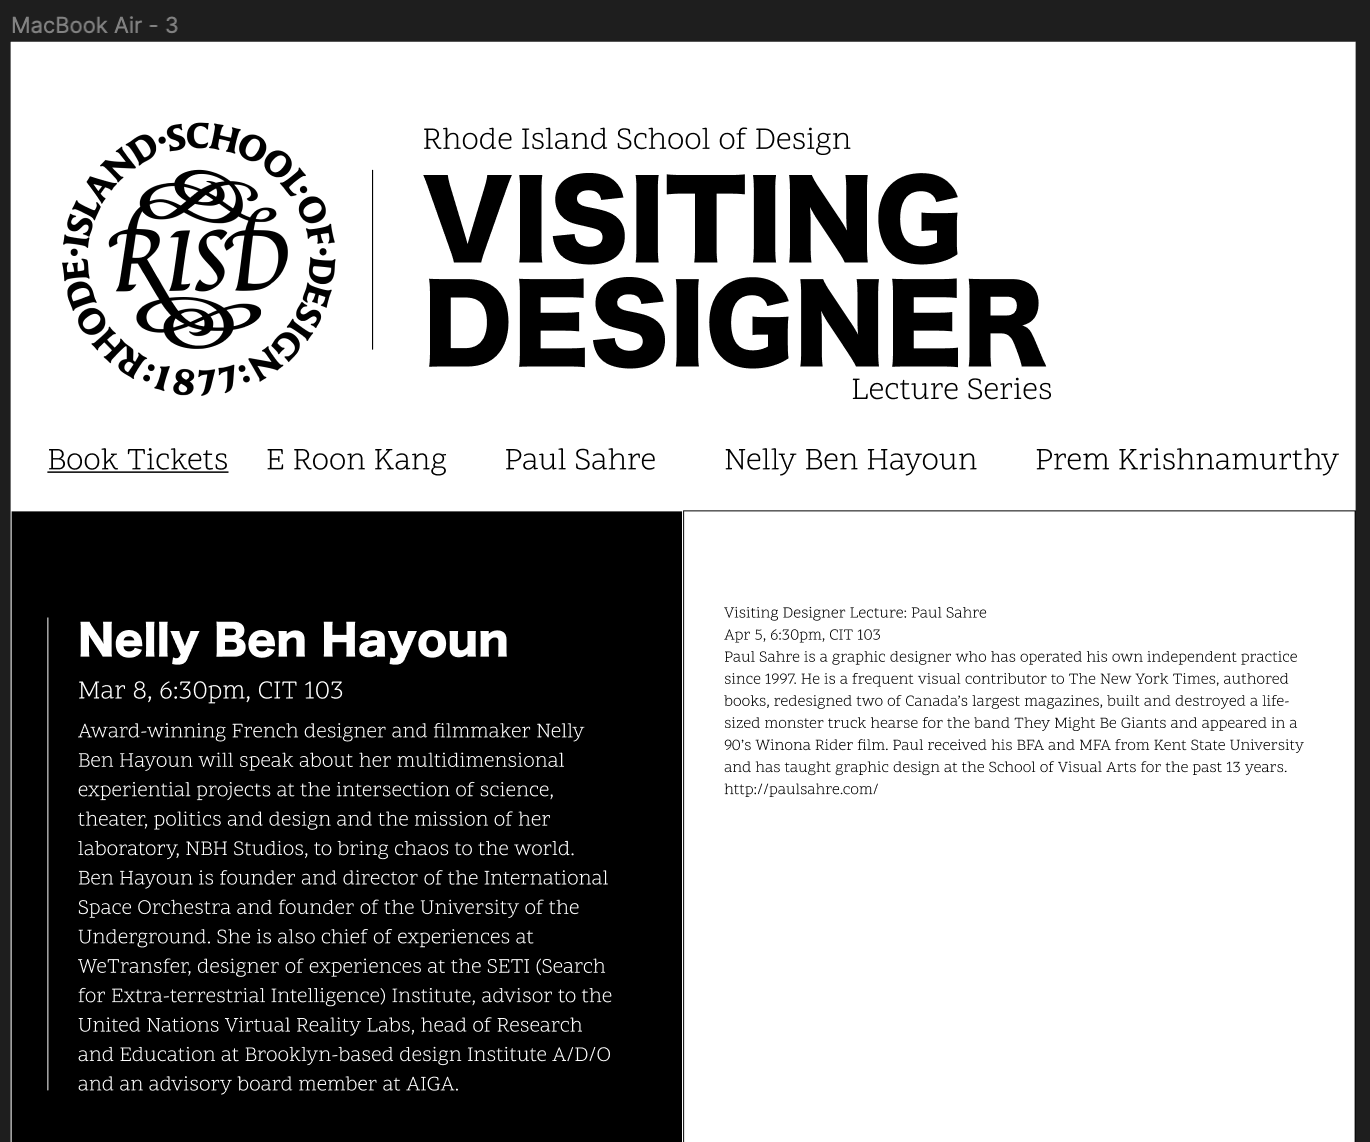 MacBook Air - 3
RHODE·ISLAND·SCHOOL·OF·DESIGN:1877:
RISD
Rhode Island School of Design
VISITING
DESIGNER
Lecture Series
Book Tickets E Roon Kang Paul Sahre Nelly Ben Hayoun Prem Krishnamurthy
Nelly Ben Hayoun
Mar 8, 6:30pm, CIT 103
Award-winning French designer and filmmaker Nelly
Ben Hayoun will speak about her multidimensional
experiential projects at the intersection of science,
theater, politics and design and the mission of her
laboratory, NBH Studios, to bring chaos to the world.
Ben Hayoun is founder and director of the International
Space Orchestra and founder of the University of the
Underground. She is also chief of experiences at
WeTransfer, designer of experiences at the SETI (Search
for Extra-terrestrial Intelligence) Institute, advisor to the
United Nations Virtual Reality Labs, head of Research
and Education at Brooklyn-based design Institute A/D/O
and an advisory board member at AIGA.
Visiting Designer Lecture: Paul Sahre
Apr 5, 6:30pm, CIT 103
Paul Sahre is a graphic designer who has operated his own independent practice
since 1997. He is a frequent visual contributor to The New York Times, authored
books, redesigned two of Canada's largest magazines, built and destroyed a life-
sized monster truck hearse for the band They Might Be Giants and appeared in a
90's Winona Rider film. Paul received his BFA and MFA from Kent State University
and has taught graphic design at the School of Visual Arts for the past 13 years.
http://paulsahre.com/